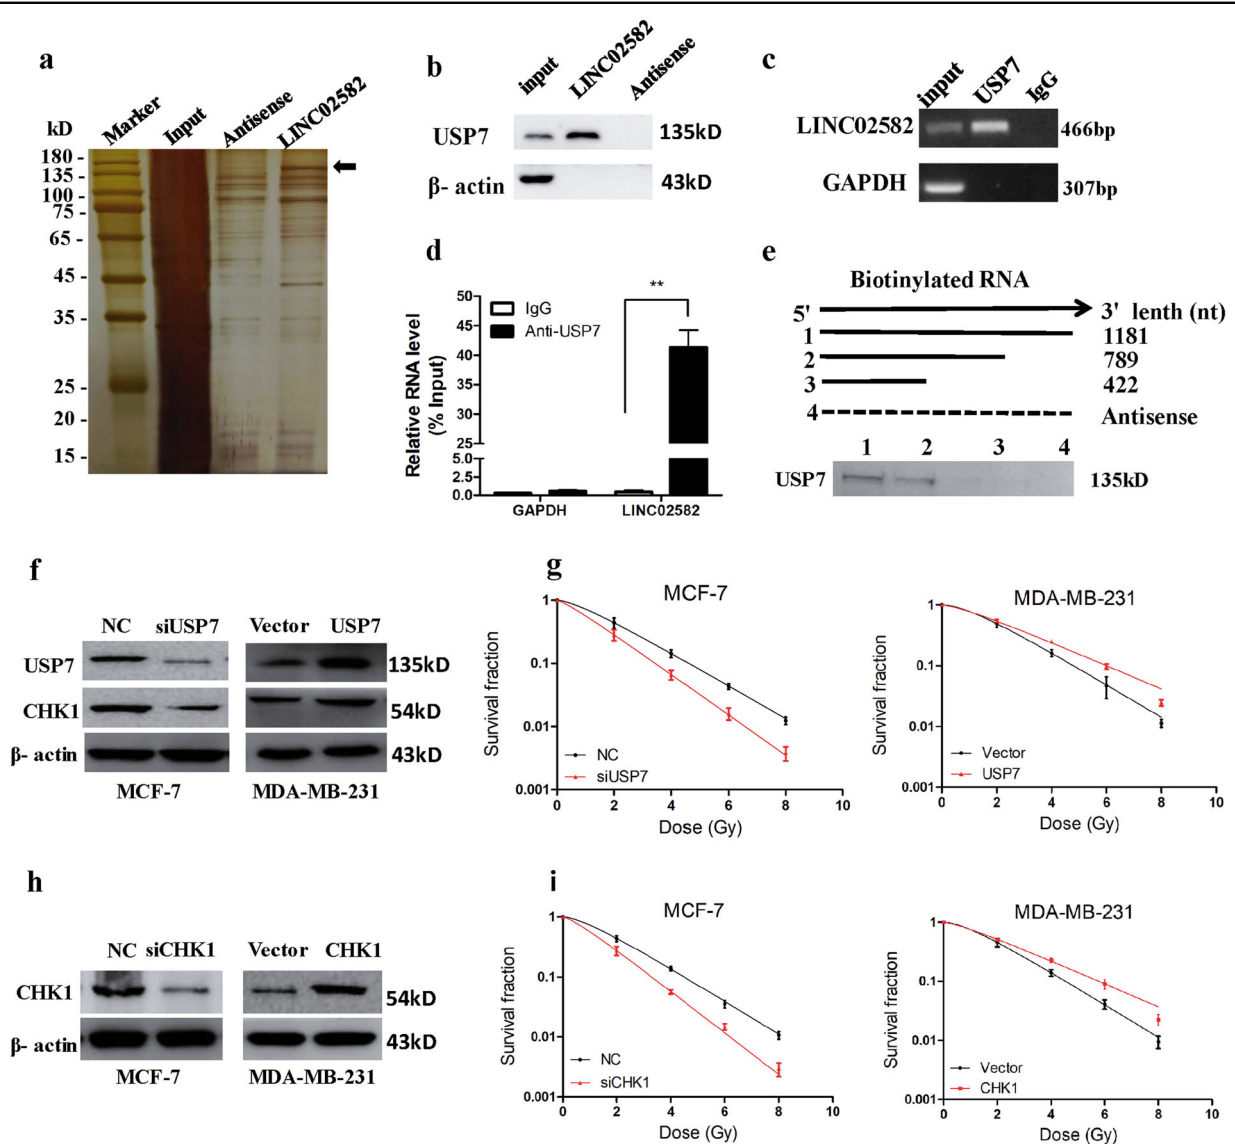 a
kD
Marker
Input
Antisense
LINC02582
180 -
135 -
100 -
75 -
65 -
45 -
35 -
25 -
20 -
15 -
b
input
LINC02582
Antisense
USP7
135kD
β- actin
43kD
c
input
USP7
IgG
LINC02582
466bp
GAPDH
307bp
d
Relative RNA level
(% Input)
50
45
40
35
30
25
5.0
2.5
0.0
IgG
Anti-USP7
**
GAPDH
LINC02582
e
Biotinylated RNA
5'
3' lenth (nt)
1
1181
2
789
3
422
4
Antisense
1 2 3 4
USP7
135kD
f
NC siUSP7 Vector USP7
USP7
135kD
CHK1
54kD
β- actin
43kD
MCF-7 MDA-MB-231
g
MCF-7
Survival fraction
1
0.1
0.01
0.001
NC
siUSP7
0 2 4 6 8 10
Dose (Gy)
MDA-MB-231
Survival fraction
1
0.1
0.01
0.001
Vector
USP7
0 2 4 6 8 10
Dose (Gy)
h
NC siCHK1 Vector CHK1
CHK1
54kD
β- actin
43kD
MCF-7 MDA-MB-231
i
MCF-7
Survival fraction
1
0.1
0.01
0.001
NC
siCHK1
0 2 4 6 8 10
Dose (Gy)
MDA-MB-231
Survival fraction
1
0.1
0.01
0.001
Vector
CHK1
0 2 4 6 8 10
Dose (Gy)